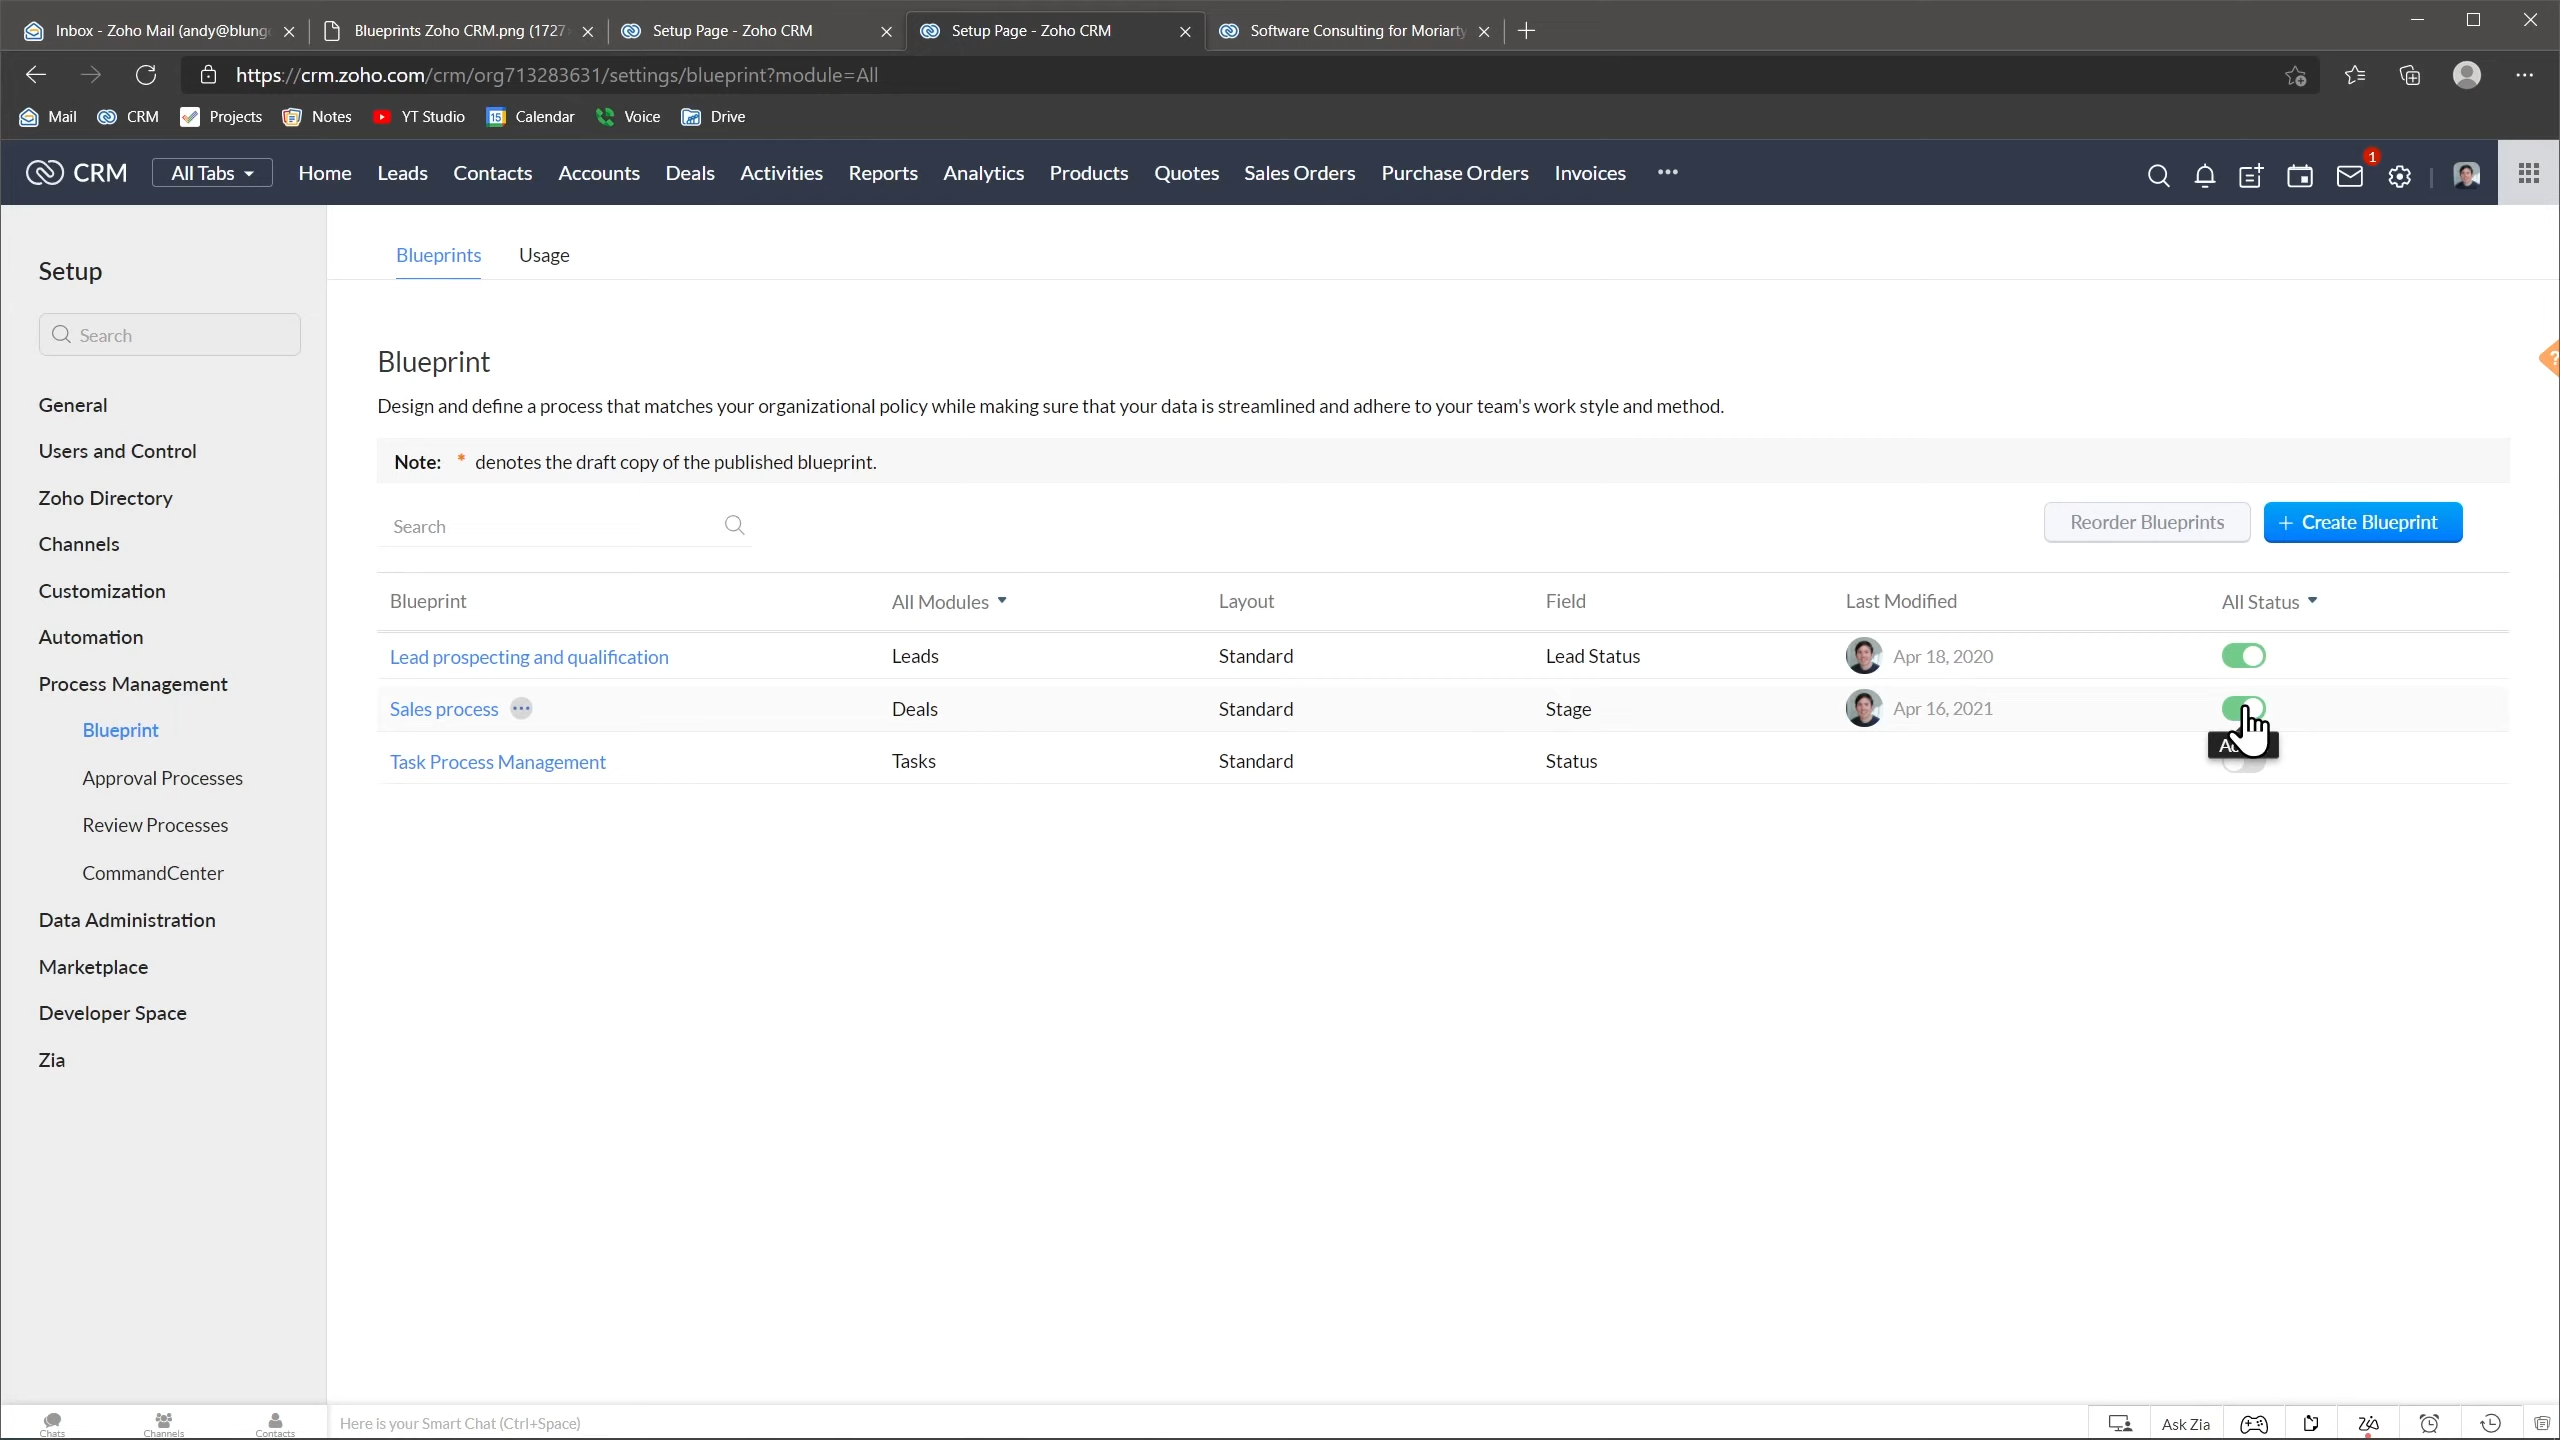 Inbox - Zoho Mail (andy@blung
Blueprints Zoho CRM.png (1727
Setup Page - Zoho CRM
Setup Page - Zoho CRM
Software Consulting for Moriarty
https://crm.zoho.com/crm/org713283631/settings/blueprint?module=All
Mail
CRM
Projects
Notes
YT Studio
15
Calendar
Voice
Drive
CRM
All Tabs
Home
Leads
Contacts
Accounts
Deals
Activities
Reports
Analytics
Products
Quotes
Sales Orders
Purchase Orders
Invoices
1
Setup
Search
General
Users and Control
Zoho Directory
Channels
Customization
Automation
Process Management
Blueprint
Approval Processes
Review Processes
CommandCenter
Data Administration
Marketplace
Developer Space
Zia
Blueprints
Usage
?
Blueprint
Design and define a process that matches your organizational policy while making sure that your data is streamlined and adhere to your team's work style and method.
Note: * denotes the draft copy of the published blueprint.
Search
Reorder Blueprints
+ Create Blueprint
Blueprint All Modules Layout Field Last Modified All Status
Lead prospecting and qualification Leads Standard Lead Status Apr 18, 2020
Sales process Deals Standard Stage Apr 16, 2021
Task Process Management Tasks Standard Status
Chats
Channels
Contacts
Here is your Smart Chat (Ctrl+Space)
Ask Zia